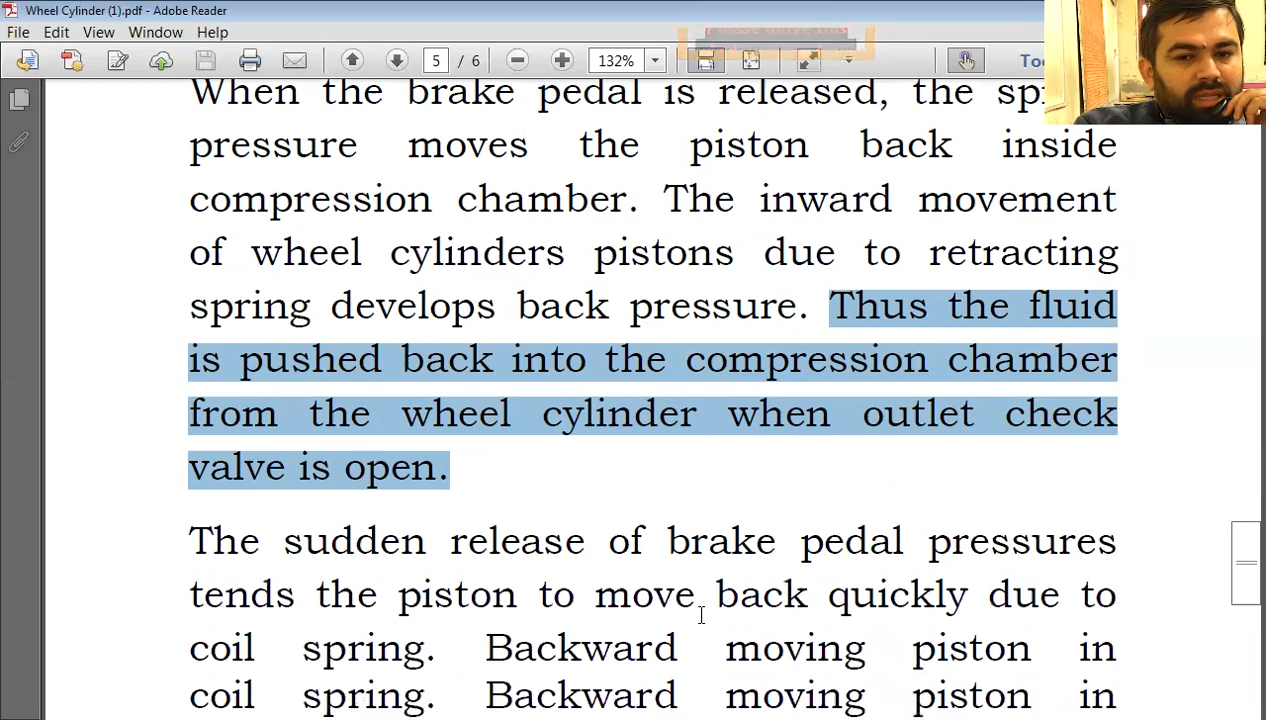 Wheel Cylinder (1).pdf - Adobe Reader
File Edit View Window Help
5 / 6 132%
When the brake pedal is released, the
pressure moves the piston back inside
compression chamber. The inward movement
of wheel cylinders pistons due to retracting
spring develops back pressure. Thus the fluid
is pushed back into the compression chamber
from the wheel cylinder when outlet check
valve is open.
The sudden release of brake pedal pressures
tends the piston to move back quickly due to
coil spring. Backward moving piston in
coil spring. Backward moving piston in